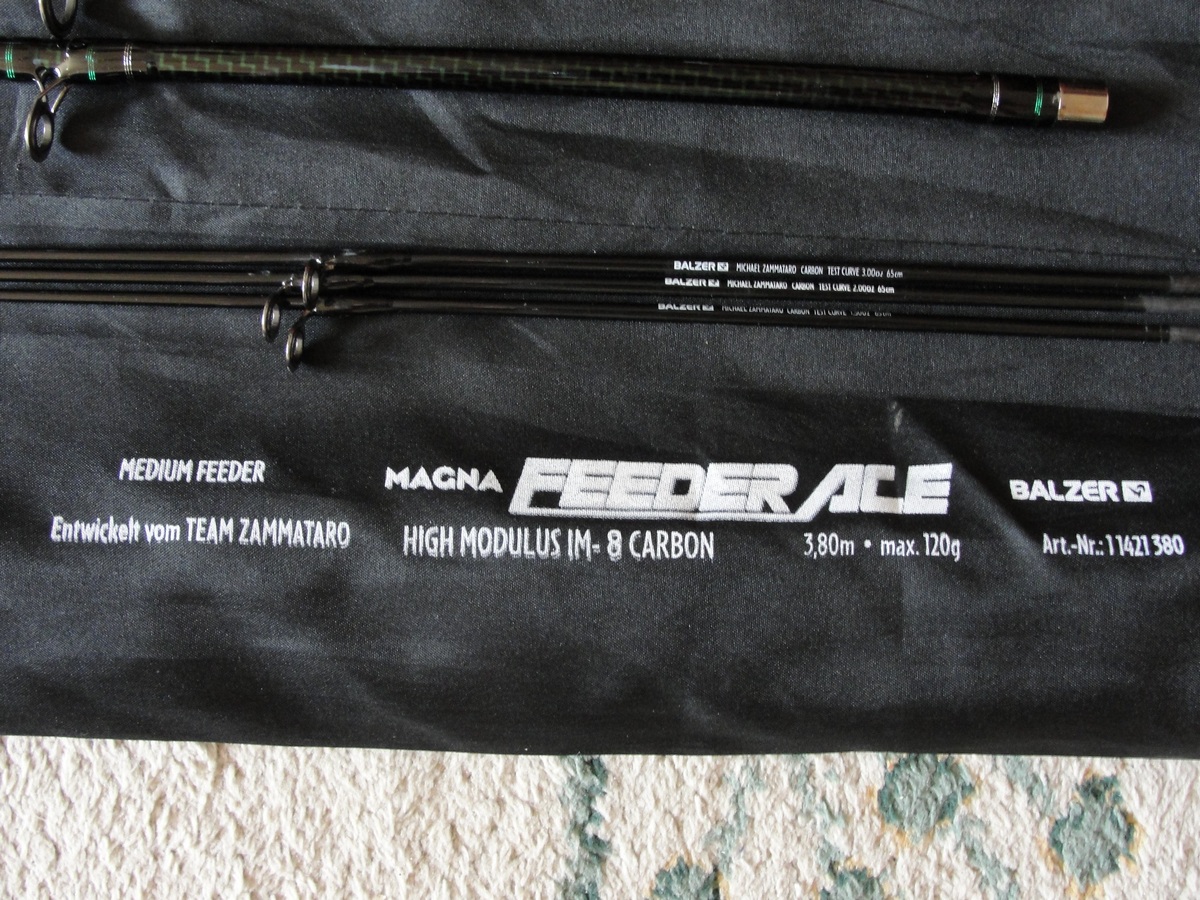 BALZER MICHAEL ZAMMATARO CARBON TEST CURVE 3.00oz 65cm
BALZER MICHAEL ZAMMATARO CARBON TEST CURVE 2.00oz 65cm
BALZER MICHAEL ZAMMATARO CARBON TEST CURVE
MEDIUM FEEDER
MAGNA FEEDER ACE
BALZER
Entwickelt vom TEAM ZAMMATARO
HIGH MODULUS IM-8 CARBON
3,80m • max. 120g
Art.-Nr.: 11421 380